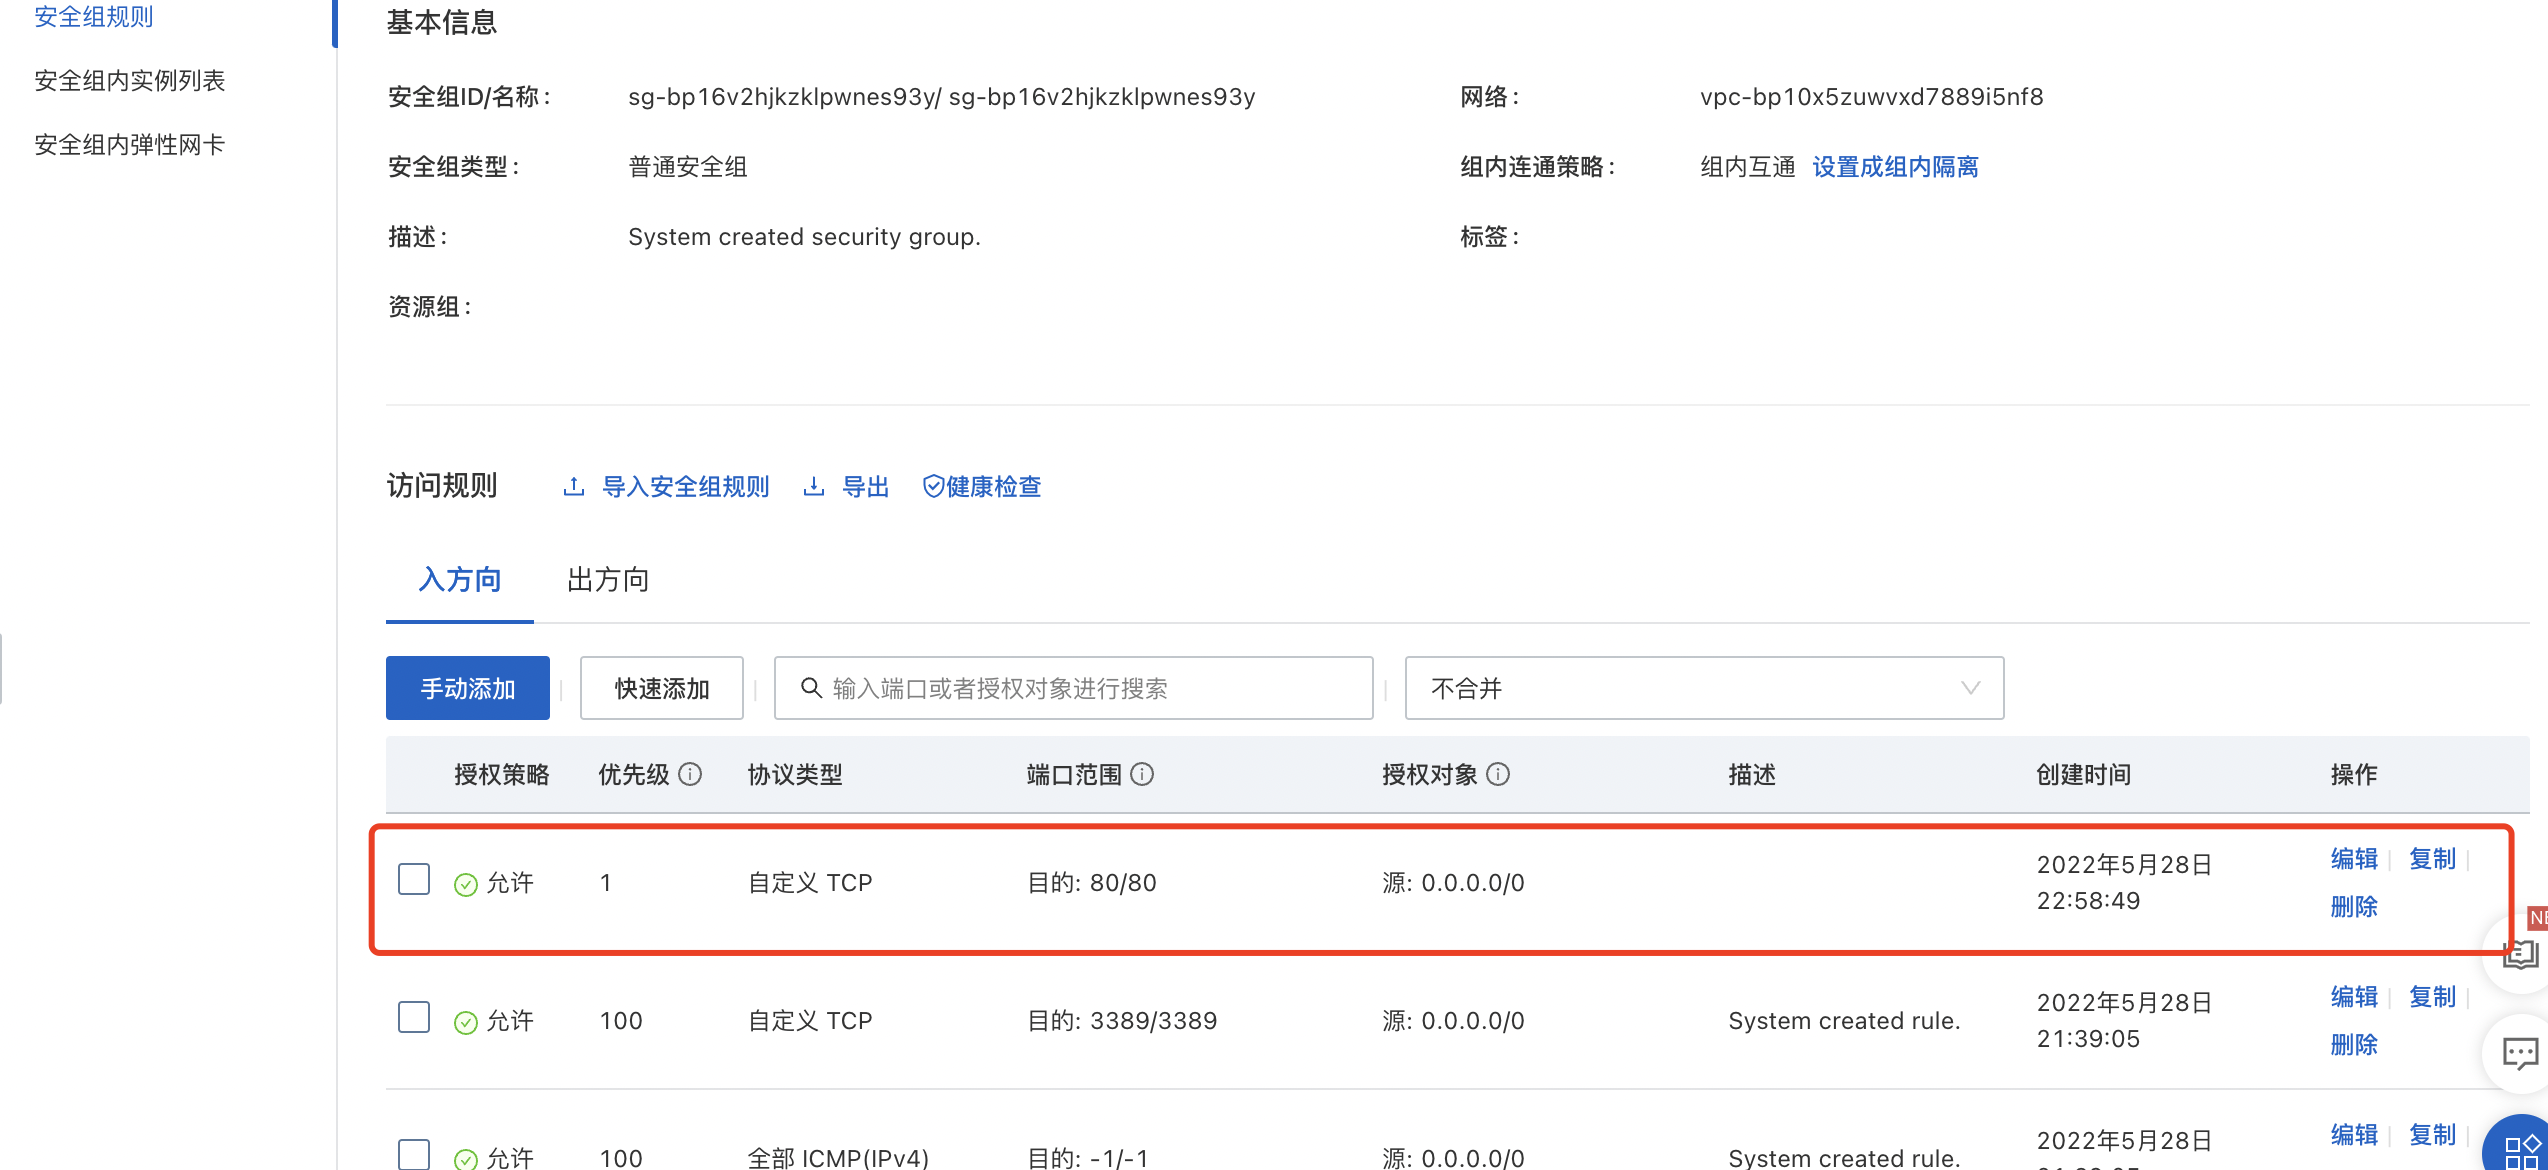 安全组规则
安全组内实例列表
安全组内弹性网卡
基本信息
安全组ID/名称: sg-bp16v2hjkzklpwnes93y/ sg-bp16v2hjkzklpwnes93y 网络: vpc-bp10x5zuwvxd7889i5nf8
安全组类型: 普通安全组 组内连通策略: 组内互通 设置成组内隔离
描述: System created security group. 标签:
资源组:
访问规则 导入安全组规则 导出 健康检查
入方向 出方向
手动添加 快速添加 输入端口或者授权对象进行搜索 不合并
授权策略 优先级 协议类型 端口范围 授权对象 描述 创建时间 操作
允许 1 自定义 TCP 目的: 80/80 源: 0.0.0.0/0 2022年5月28日 22:58:49 编辑 复制 删除
允许 100 自定义 TCP 目的: 3389/3389 源: 0.0.0.0/0 System created rule. 2022年5月28日 21:39:05 编辑 复制 删除
允许 100 全部 ICMP(IPv4) 目的: -1/-1 源: 0.0.0.0/0 System created rule. 2022年5月28日 编辑 复制